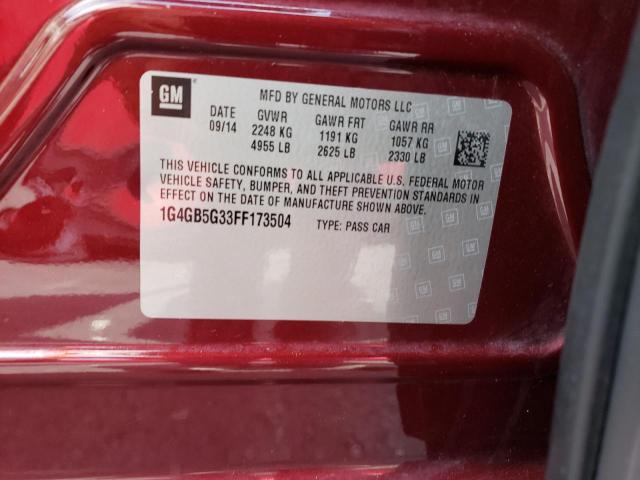 GM
MFD BY GENERAL MOTORS LLC
DATE GVWR GAWR FRT GAWR RR
09/14 2248 KG 1191 KG 1057 KG
4955 LB 2625 LB 2330 LB
THIS VEHICLE CONFORMS TO ALL APPLICABLE U.S. FEDERAL MOTOR
VEHICLE SAFETY, BUMPER, AND THEFT PREVENTION STANDARDS IN
EFFECT ON THE DATE OF MANUFACTURE SHOWN ABOVE.
1G4GB5G33FF173504 TYPE: PASS CAR